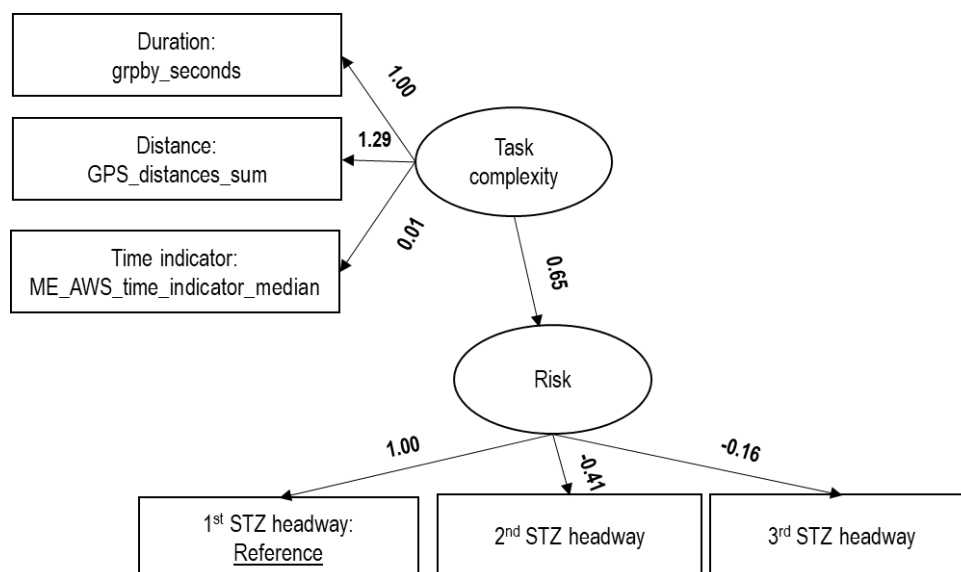 Duration:
grpby_seconds
1.00
Distance:
GPS_distances_sum
1.29
Task
complexity
Time indicator:
ME_AWS_time_indicator_median
0.01
0.65
Risk
1.00
-0.41
-0.16
1st STZ headway:
Reference
2nd STZ headway
3rd STZ headway